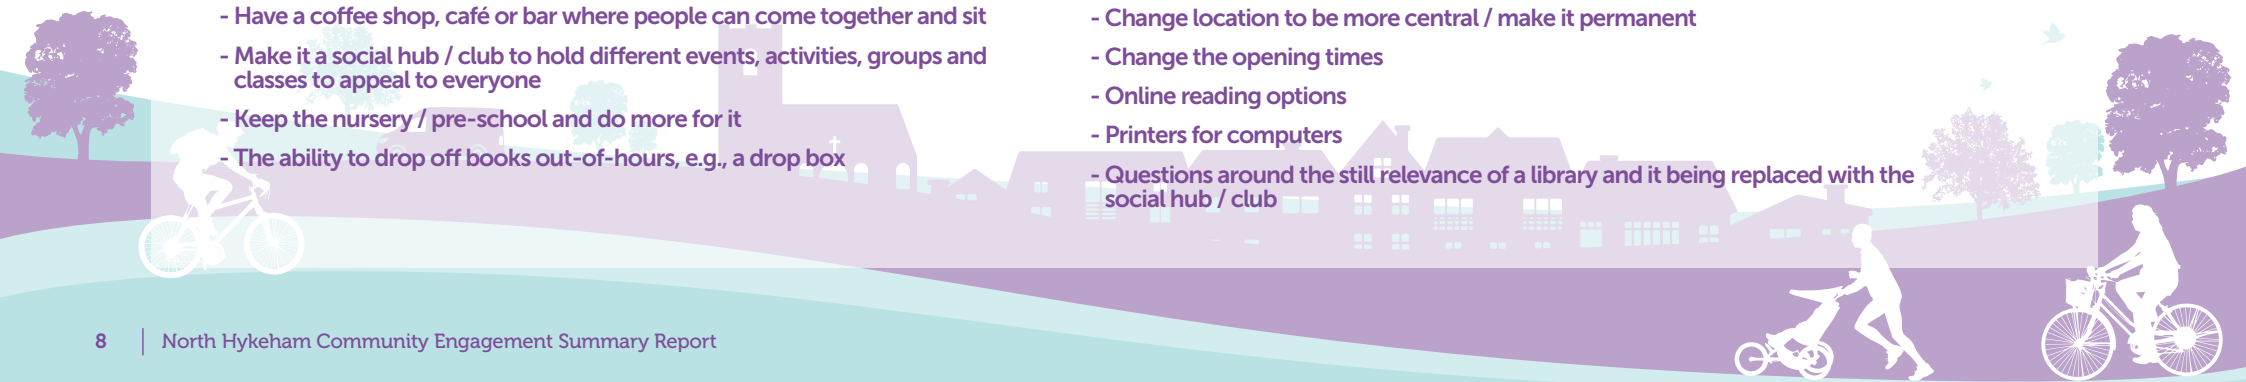 - Have a coffee shop, café or bar where people can come together and sit
- Make it a social hub / club to hold different events, activities, groups and
classes to appeal to everyone
- Keep the nursery / pre-school and do more for it
- The ability to drop off books out-of-hours, e.g., a drop box
- Change location to be more central / make it permanent
- Change the opening times
- Online reading options
- Printers for computers
- Questions around the still relevance of a library and it being replaced with the
social hub / club
8 North Hykeham Community Engagement Summary Report